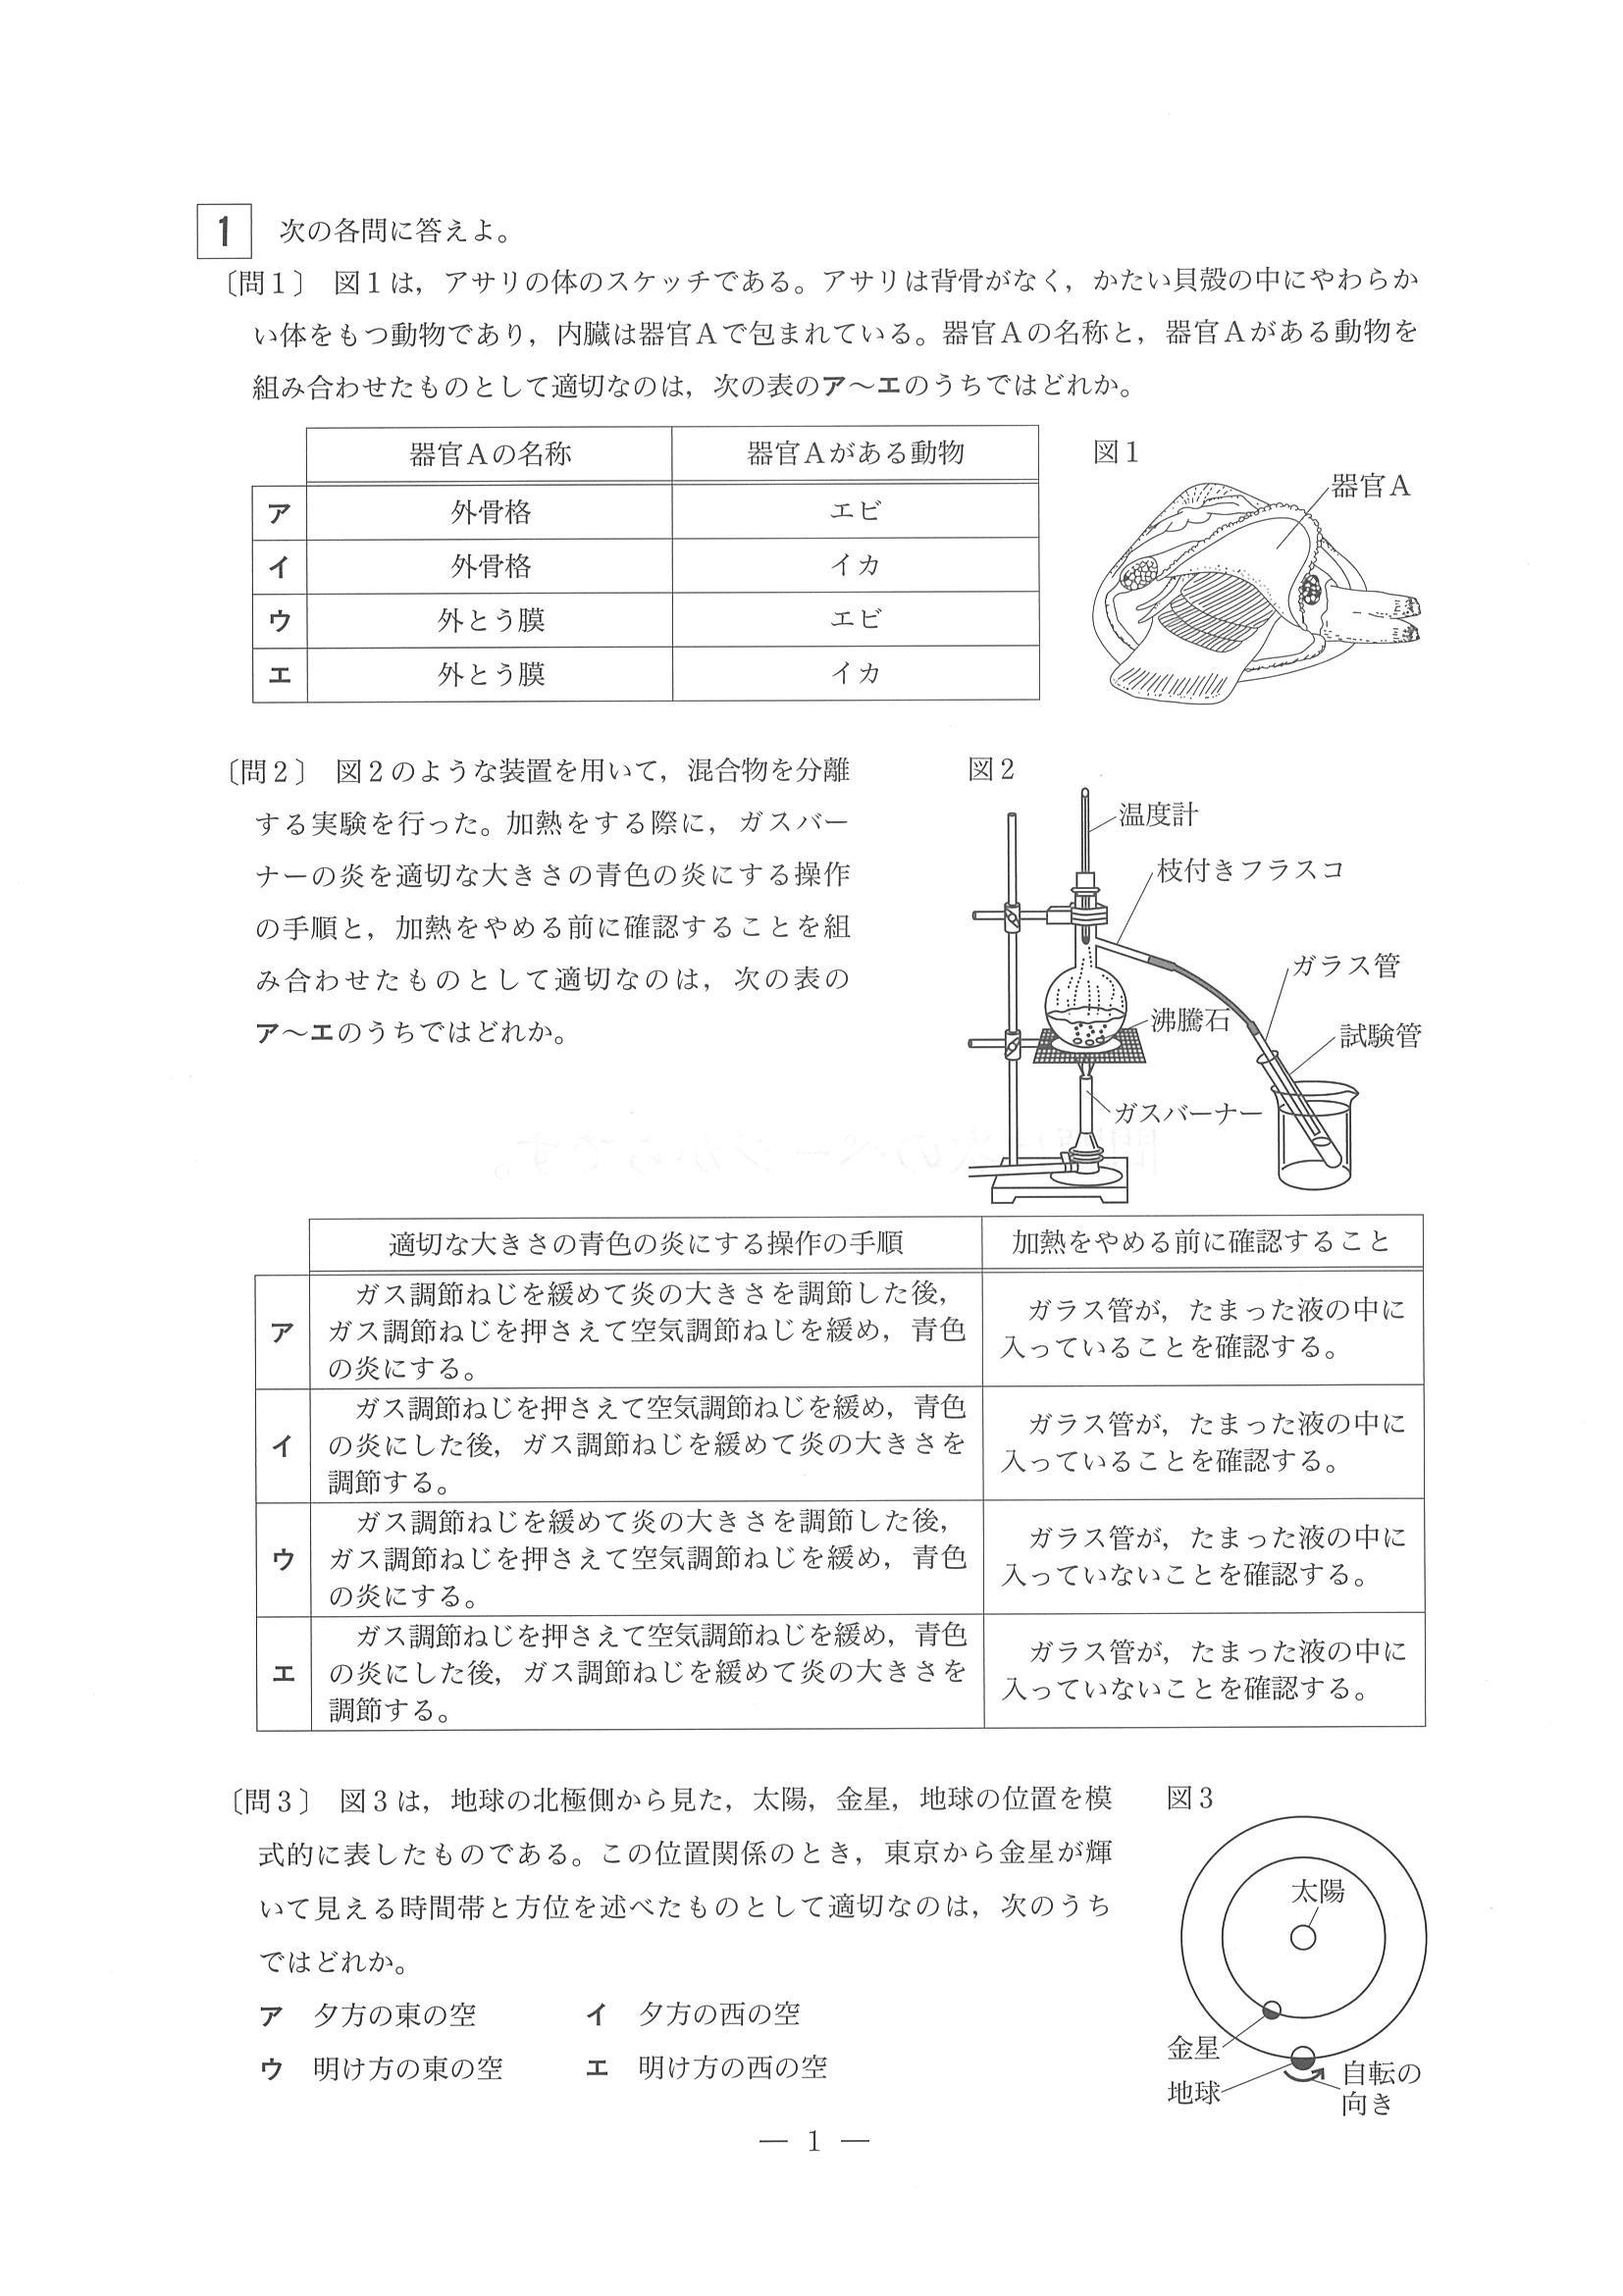 1 次の各問に答えよ。
〔問1〕 図1は，アサリの体のスケッチである。アサリは背骨がなく，かたい貝殻の中にやわらか
い体をもつ動物であり，内臓は器官Aで包まれている。器官Aの名称と，器官Aがある動物を
組み合わせたものとして適切なのは，次の表のア〜エのうちではどれか。
器官Aの名称 器官Aがある動物
ア 外骨格 エビ
イ 外骨格 イカ
ウ 外とう膜 エビ
エ 外とう膜 イカ
図1
器官A
〔問2〕 図2のような装置を用いて，混合物を分離
する実験を行った。加熱をする際に，ガスバー
ナーの炎を適切な大きさの青色の炎にする操作
の手順と，加熱をやめる前に確認することを組
み合わせたものとして適切なのは，次の表の
ア〜エのうちではどれか。
図2
温度計
枝付きフラスコ
ガラス管
沸騰石
試験管
ガスバーナー
適切な大きさの青色の炎にする操作の手順 加熱をやめる前に確認すること
ア
ガス調節ねじを緩めて炎の大きさを調節した後，
ガス調節ねじを押さえて空気調節ねじを緩め，青色
の炎にする。
ガラス管が，たまった液の中に
入っていることを確認する。
イ
ガス調節ねじを押さえて空気調節ねじを緩め，青色
の炎にした後，ガス調節ねじを緩めて炎の大きさを
調節する。
ガラス管が，たまった液の中に
入っていることを確認する。
ウ
ガス調節ねじを緩めて炎の大きさを調節した後，
ガス調節ねじを押さえて空気調節ねじを緩め，青色
の炎にする。
ガラス管が，たまった液の中に
入っていないことを確認する。
エ
ガス調節ねじを押さえて空気調節ねじを緩め，青色
の炎にした後，ガス調節ねじを緩めて炎の大きさを
調節する。
ガラス管が，たまった液の中に
入っていないことを確認する。
〔問3〕 図3は，地球の北極側から見た，太陽，金星，地球の位置を模
式的に表したものである。この位置関係のとき，東京から金星が輝
いて見える時間帯と方位を述べたものとして適切なのは，次のうち
ではどれか。
ア 夕方の東の空 イ 夕方の西の空
ウ 明け方の東の空 エ 明け方の西の空
図3
太陽
金星
地球
自転の
向き
— 1 —